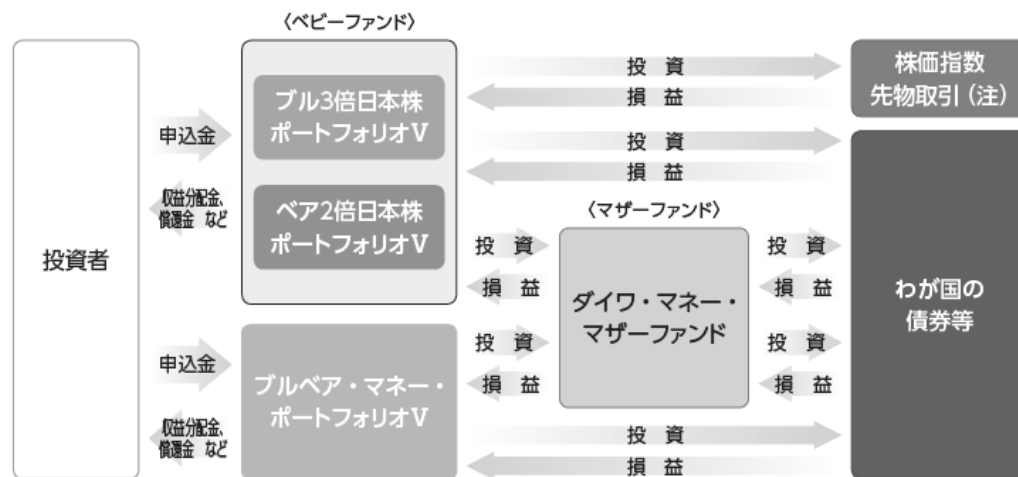 〈ベビーファンド〉
投資者
申込金
収益分配金、
償還金 など
ブル3倍日本株
ポートフォリオⅤ
ベア2倍日本株
ポートフォリオⅤ
投 資
損 益
株価指数
先物取引(注)
投 資
損 益
〈マザーファンド〉
投 資
損 益
ダイワ・マネー・
マザーファンド
投 資
損 益
わが国の
債券等
申込金
収益分配金、
償還金 など
ブルベア・マネー・
ポートフォリオⅤ
投 資
損 益
投 資
損 益
投 資
損 益